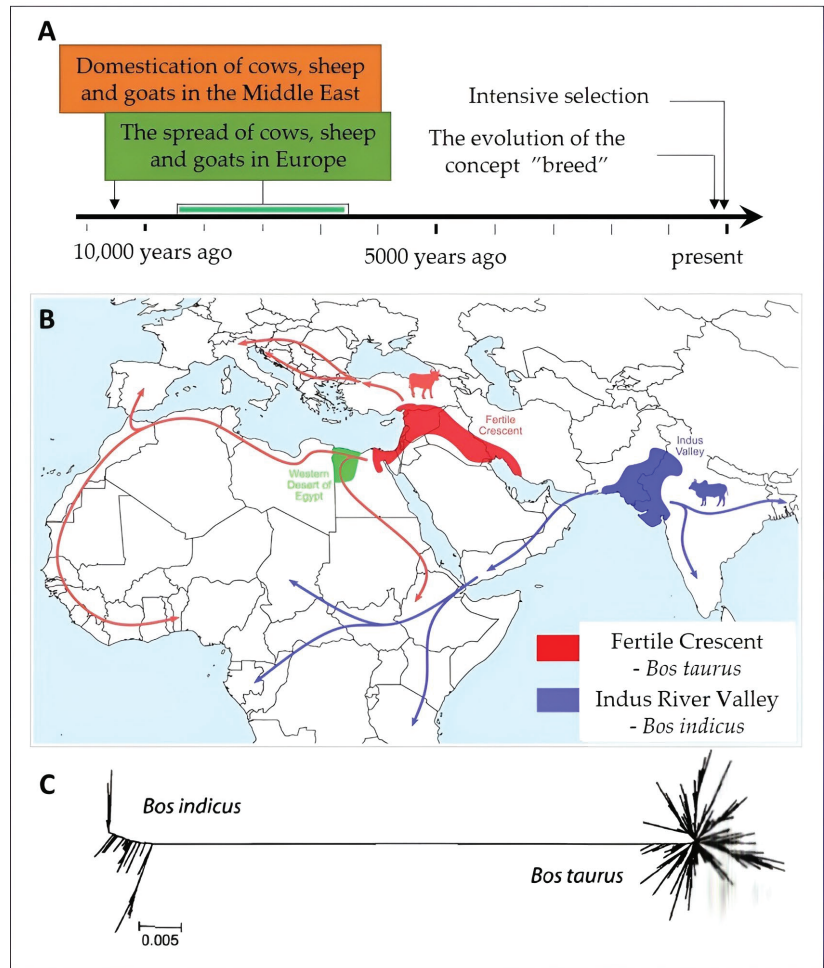 A
Domestication of cows, sheep
and goats in the Middle East
The spread of cows, sheep
and goats in Europe
Intensive selection
The evolution of the
concept ”breed”
10,000 years ago
5000 years ago
present
B
Fertile
Crescent
Western
Desert of
Egypt
Indus
Valley
Fertile Crescent
- Bos taurus
Indus River Valley
- Bos indicus
C
Bos indicus
Bos taurus
0.005